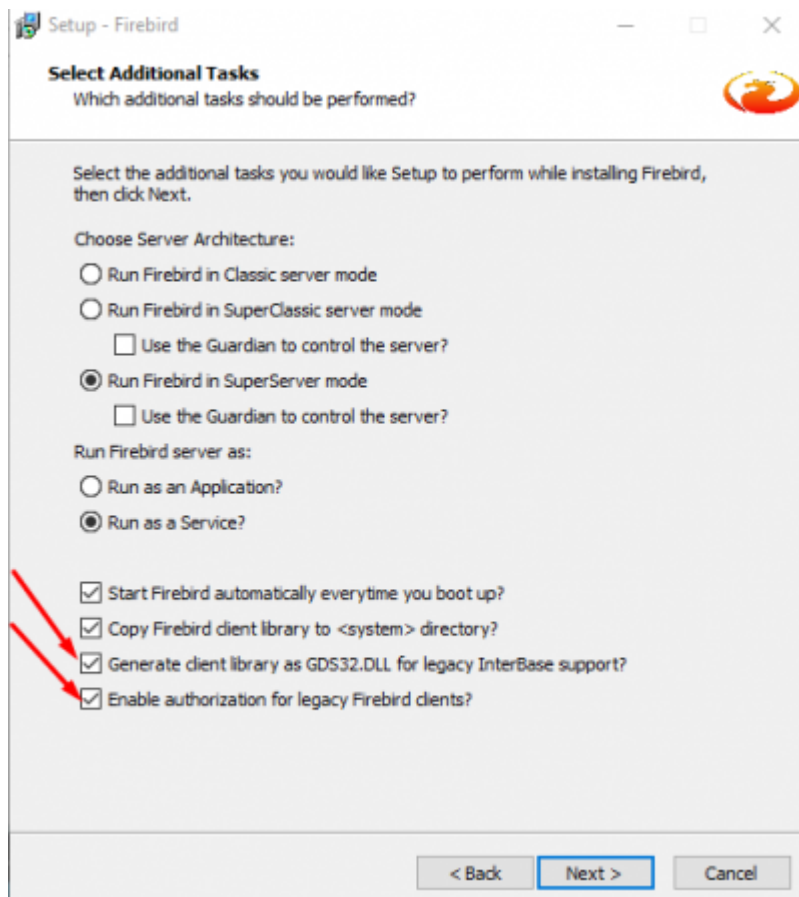 Setup - Firebird
Select Additional Tasks
Which additional tasks should be performed?
Select the additional tasks you would like Setup to perform while installing Firebird,
then click Next.
Choose Server Architecture:
Run Firebird in Classic server mode
Run Firebird in SuperClassic server mode
Use the Guardian to control the server?
Run Firebird in SuperServer mode
Use the Guardian to control the server?
Run Firebird server as:
Run as an Application?
Run as a Service?
Start Firebird automatically everytime you boot up?
Copy Firebird client library to <system> directory?
Generate client library as GDS32.DLL for legacy InterBase support?
Enable authorization for legacy Firebird clients?
< Back
Next >
Cancel